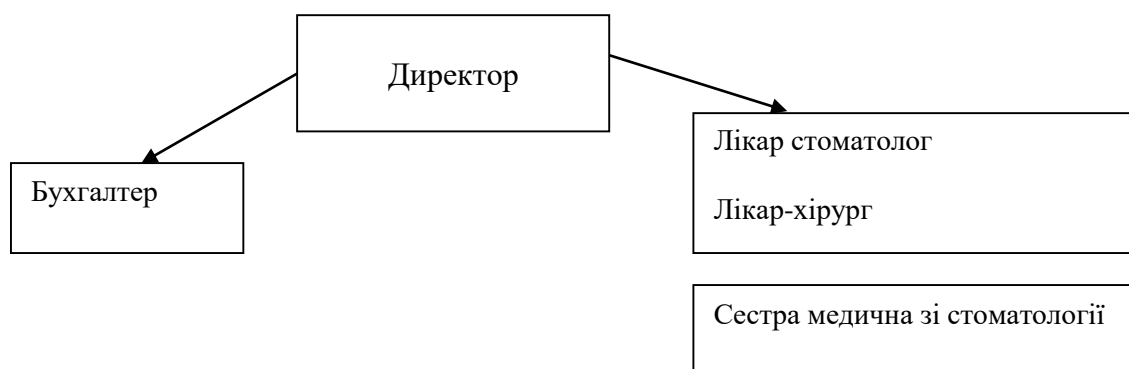 Директор
Бухгалтер
Лікар стоматолог
Лікар-хірург
Сестра медична зі стоматології